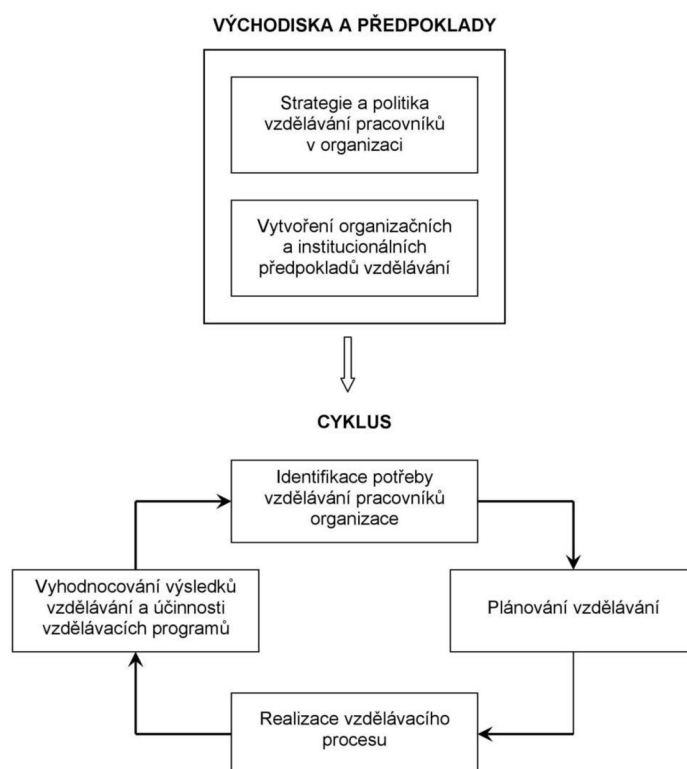 VÝCHODISKA A PŘEDPOKLADY
Strategie a politika
vzdělávání pracovníků
v organizaci
Vytvoření organizačních
a institucionálních
předpokladů vzdělávání
CYKLUS
Identifikace potřeby
vzdělávání pracovníků
organizace
Vyhodnocování výsledků
vzdělávání a účinnosti
vzdělávacích programů
Plánování vzdělávání
Realizace vzdělávacího
procesu